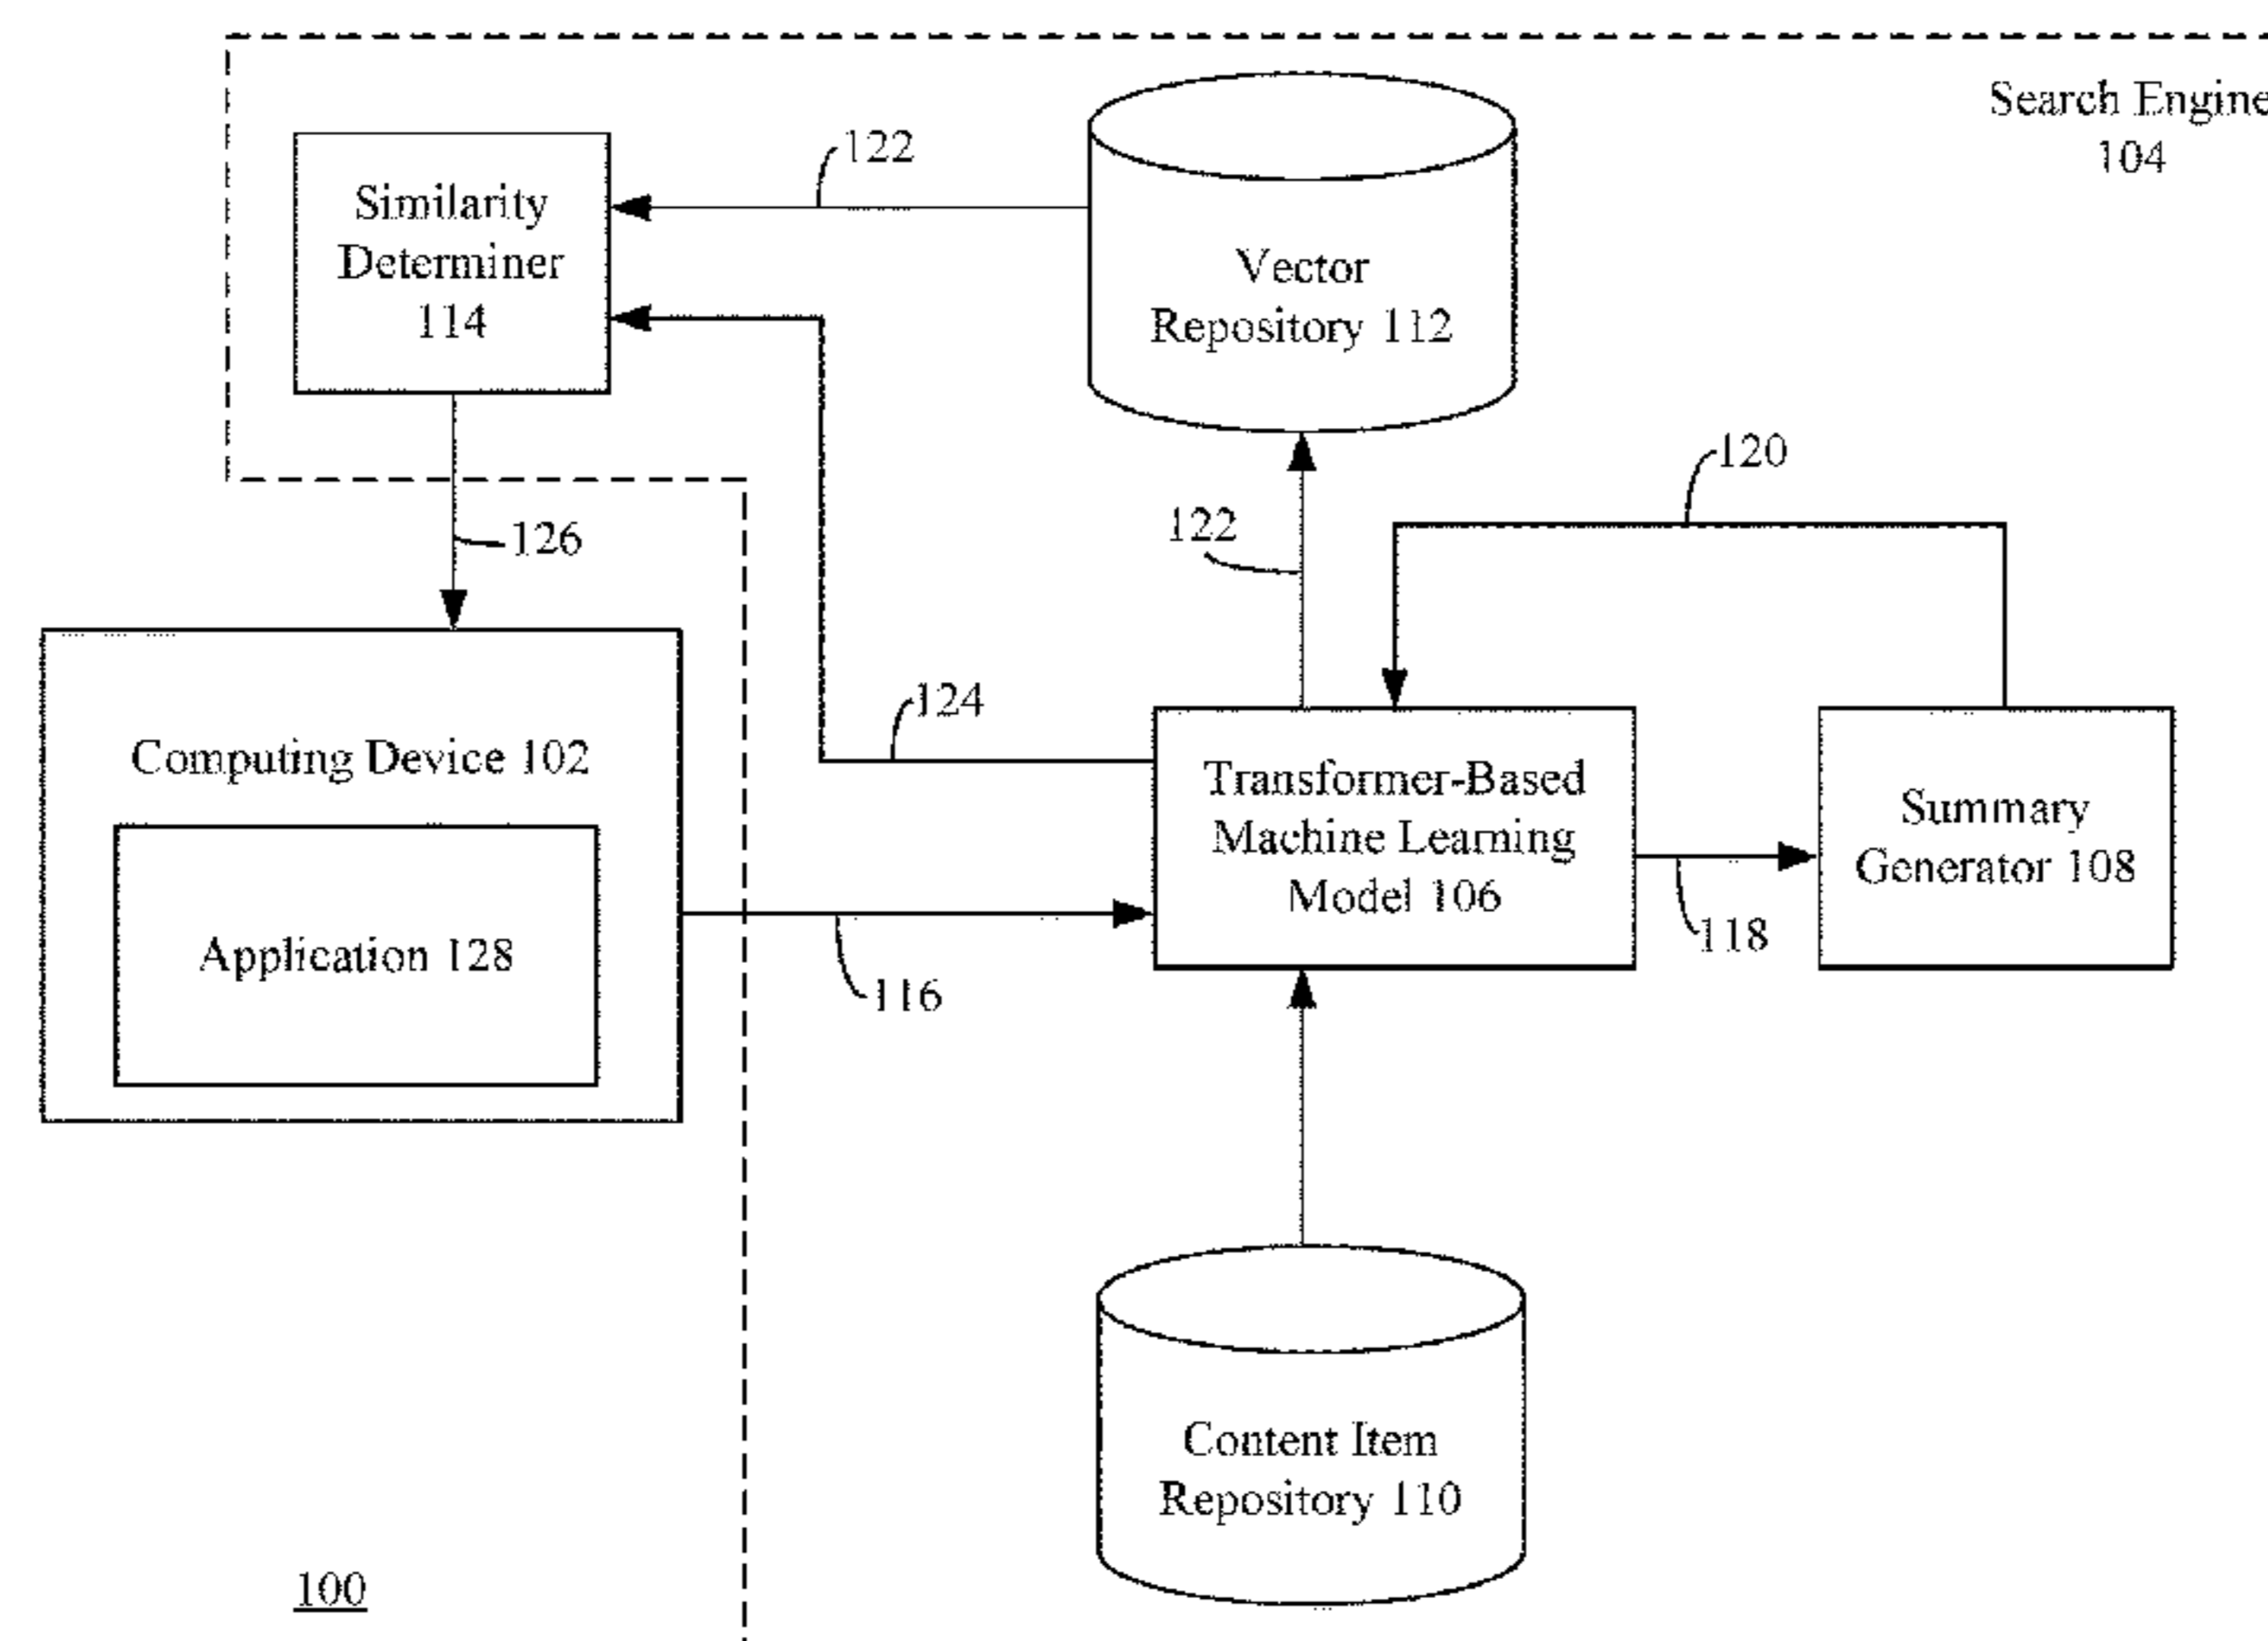 Search Engine
104
122
Similarity
Determiner
114
Vector
Repository 112
120
122
126
124
Computing Device 102
Transformer-Based
Machine Learning
Model 106
Summary
Generator 108
118
Application 128
116
Content Item
Repository 110
100